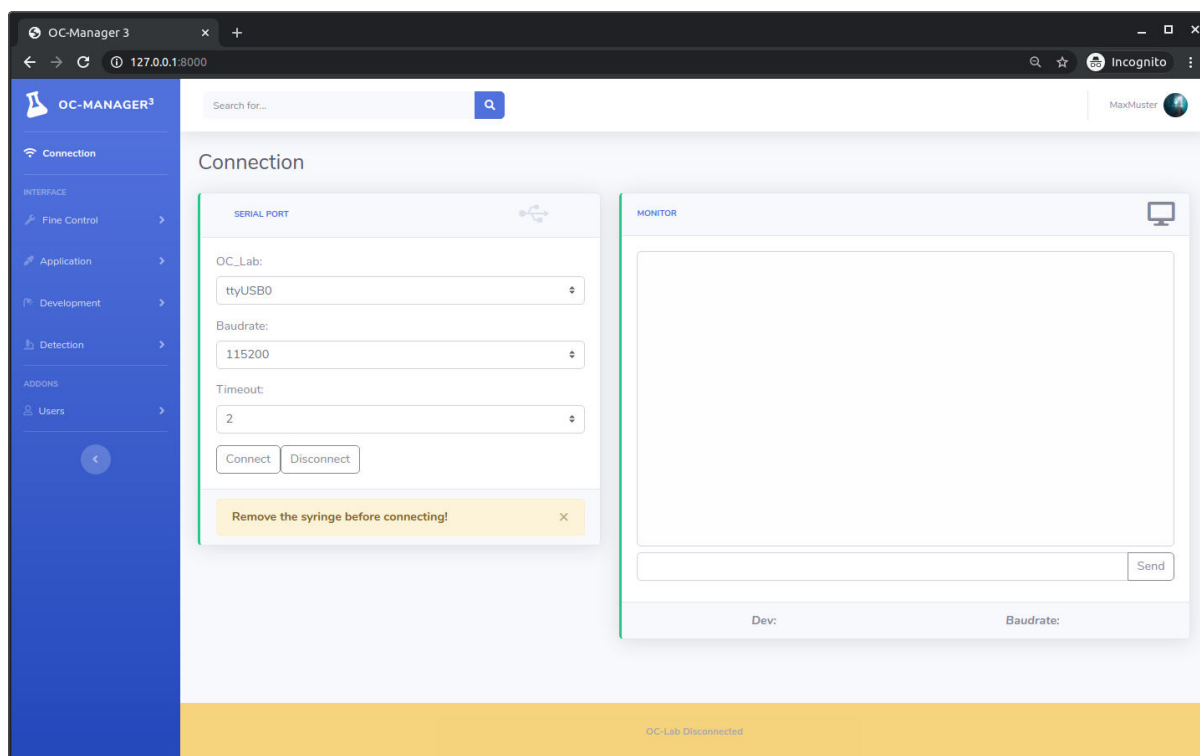 OC-Manager 3
127.0.0.1:8000
Incognito
OC-MANAGER³
Search for...
MaxMuster
Connection
INTERFACE
Fine Control
Application
Development
Detection
ADDONS
Users
Connection
SERIAL PORT
OC_Lab:
ttyUSB0
Baudrate:
115200
Timeout:
2
Connect
Disconnect
Remove the syringe before connecting!
MONITOR
Send
Dev:
Baudrate:
OC-Lab Disconnected